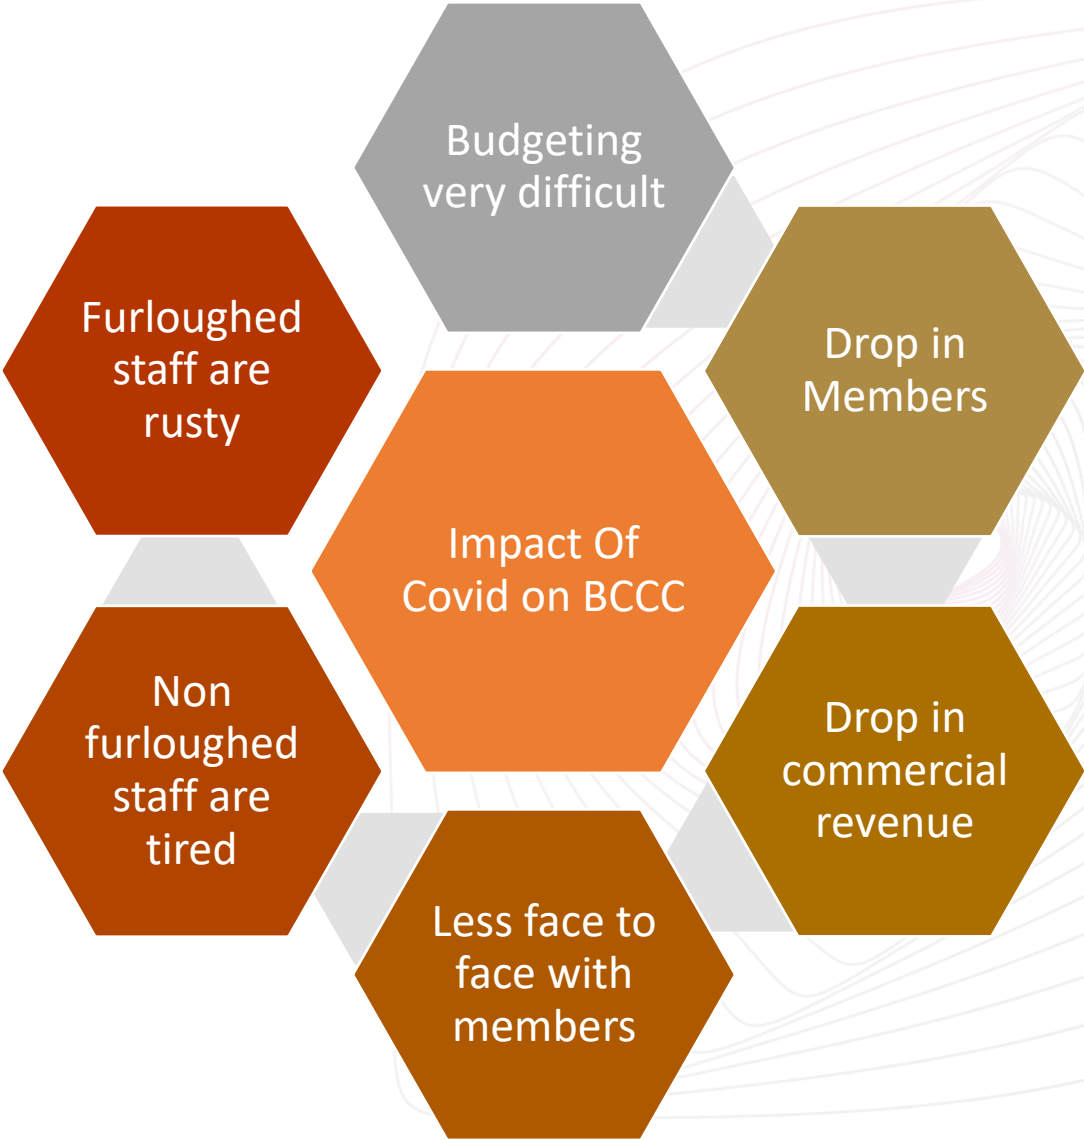 Budgeting
very difficult
Drop in
Members
Drop in
commercial
revenue
Less face to
face with
members
Non
furloughed
staff are
tired
Furloughed
staff are
rusty
Impact Of
Covid on BCCC